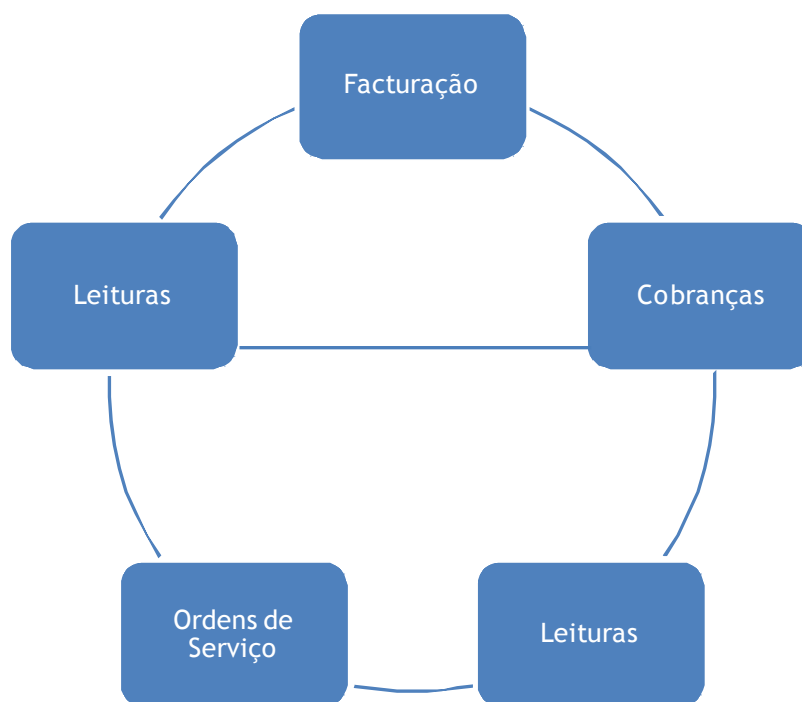 Facturação
Leituras
Cobranças
Ordens de
Serviço
Leituras